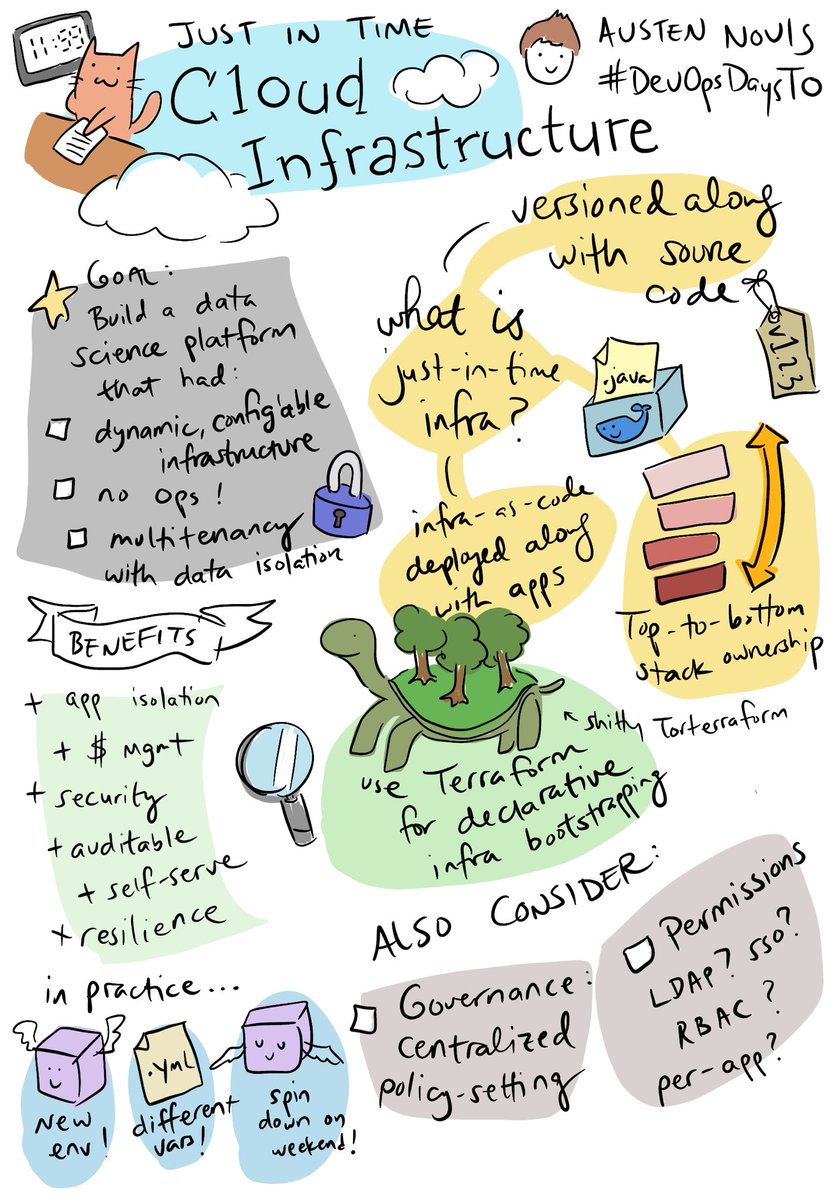 11:59
JUST IN TIME
Cloud
Infrastructure
AUSTEN NOVIS
#DevOpsDaysTO
GOAL:
Build a data
science platform
that had:
dynamic, config'able
infrastructure
no ops!
multitenancy
with data isolation
what is
just-in-time
infra?
versioned along
with source
code
v1.2.3
.java
infra-as-code
deployed along
with apps
Top-to-bottom
stack ownership
BENEFITS
+ app isolation
+ $ mgmt
+ security
+ auditable
+ self-serve
+ resilience
← shitty Torterraform
use Terraform
for declarative
infra bootstrapping
ALSO CONSIDER:
Governance:
centralized
policy-setting
Permissions
LDAP? SSO?
RBAC?
per-app?
in practice...
New
env!
.yml
different
vars!
spin
down on
weekend!